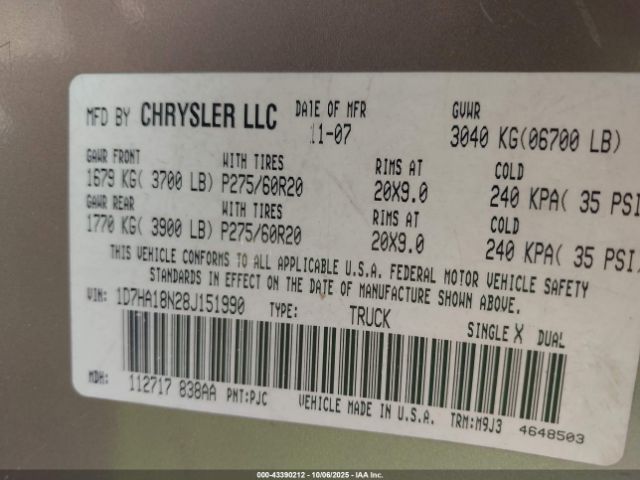 MFD BY CHRYSLER LLC DATE OF MFR 11-07 GVWR 3040 KG(06700 LB)
GAWR FRONT WITH TIRES RIMS AT COLD
1679 KG( 3700 LB) P275/60R20 20X9.0 240 KPA( 35 PSI
GAWR REAR WITH TIRES RIMS AT COLD
1770 KG( 3900 LB) P275/60R20 20X9.0 240 KPA( 35 PSI
THIS VEHICLE CONFORMS TO ALL APPLICABLE U.S.A. FEDERAL MOTOR VEHICLE SAFETY
STANDARDS IN EFFECT ON THE DATE OF MANUFACTURE SHOWN ABOVE.
VIN: 1D7HA18N28J151990 TYPE: TRUCK SINGLE X DUAL
MDH: 112717 838AA PNT:PJC VEHICLE MADE IN U.S.A. TRM:M9J3 4648503
000-43390212 - 10/06/2025 - IAA, Inc.